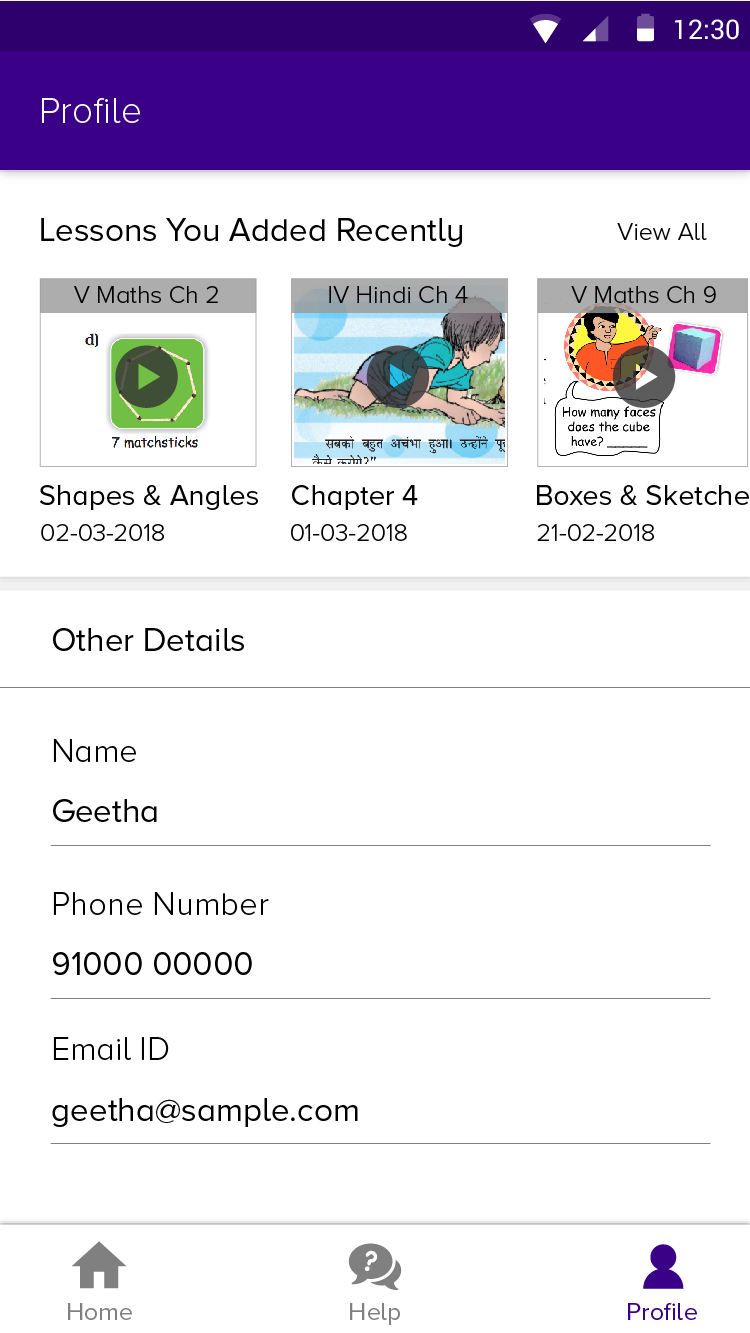 12:30
Profile
Lessons You Added Recently
View All
V Maths Ch 2
d)
7 matchsticks
Shapes & Angles
02-03-2018
IV Hindi Ch 4
सबको बहुत अचंभा हुआ। उन्होंने पू
कैसे करोगे?”
Chapter 4
01-03-2018
V Maths Ch 9
How many faces
does the cube
have? ______
Boxes & Sketche
21-02-2018
Other Details
Name
Geetha
Phone Number
91000 00000
Email ID
geetha@sample.com
Home
Help
Profile